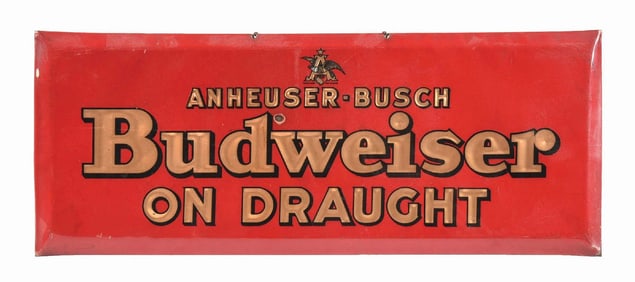 ANHEUSER-BUSCH
Budweiser
ON DRAUGHT